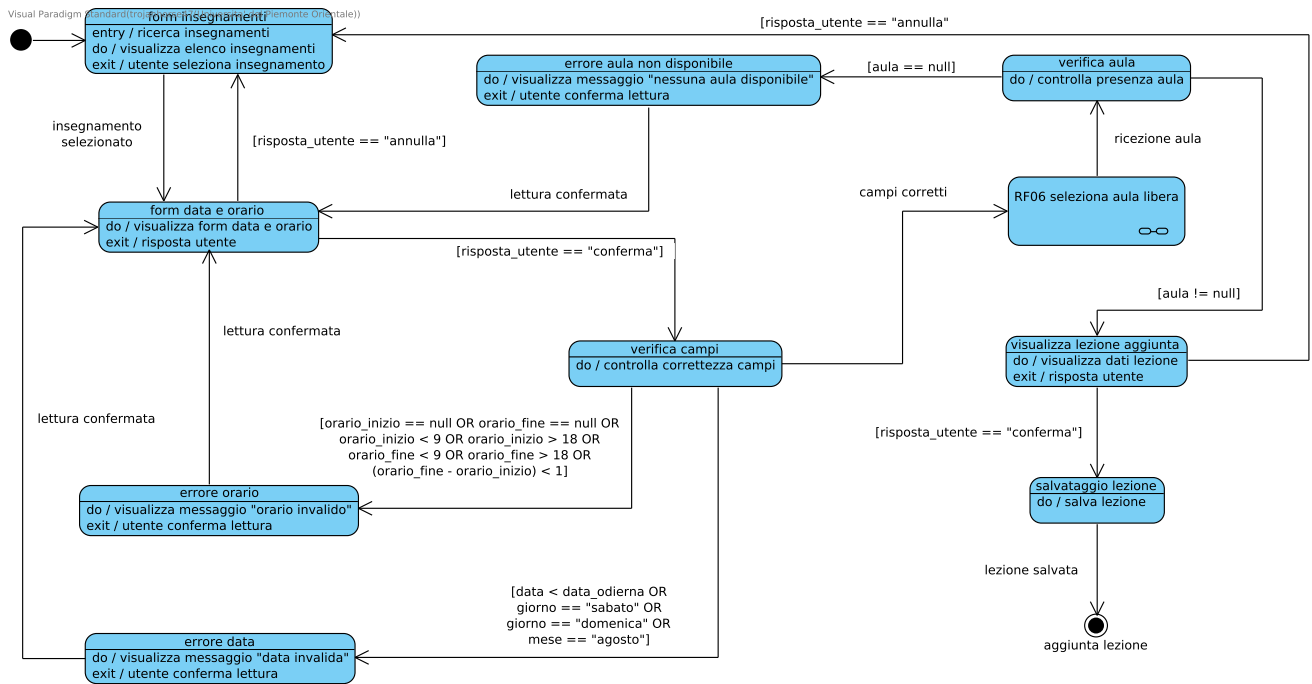 Visual Paradigm Standard( Piemonte Orientale))
form insegnamenti
entry / ricerca insegnamenti
do / visualizza elenco insegnamenti
exit / utente seleziona insegnamento
[risposta_utente == "annulla"
errore aula non disponibile
do / visualizza messaggio "nessuna aula disponibile"
exit / utente conferma lettura
[aula == null]
verifica aula
do / controlla presenza aula
insegnamento
selezionato
[risposta_utente == "annulla"]
ricezione aula
lettura confermata
campi corretti
RF06 seleziona aula libera
form data e orario
do / visualizza form data e orario
exit / risposta utente
[risposta_utente == "conferma"]
[aula != null]
lettura confermata
verifica campi
do / controlla correttezza campi
visualizza lezione aggiunta
do / visualizza dati lezione
exit / risposta utente
lettura confermata
[orario_inizio == null OR orario_fine == null OR
orario_inizio < 9 OR orario_inizio > 18 OR
orario_fine < 9 OR orario_fine > 18 OR
(orario_fine - orario_inizio) < 1]
[risposta_utente == "conferma"]
errore orario
do / visualizza messaggio "orario invalido"
exit / utente conferma lettura
salvataggio lezione
do / salva lezione
lezione salvata
[data < data_odierna OR
giorno == "sabato" OR
giorno == "domenica" OR
mese == "agosto"]
errore data
do / visualizza messaggio "data invalida"
exit / utente conferma lettura
aggiunta lezione